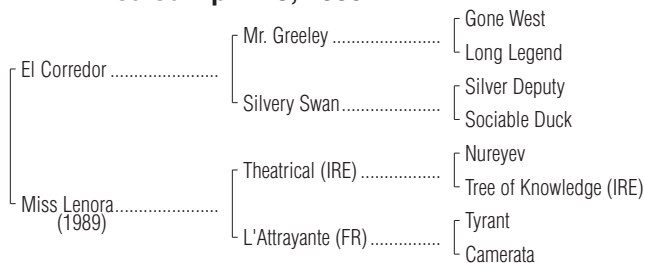 Gone West
Mr. Greeley
Long Legend
El Corredor
Silver Deputy
Silvery Swan
Sociable Duck
Nureyev
Theatrical (IRE)
Tree of Knowledge (IRE)
Miss Lenora
(1989)
Tyrant
L'Attrayante (FR)
Camerata